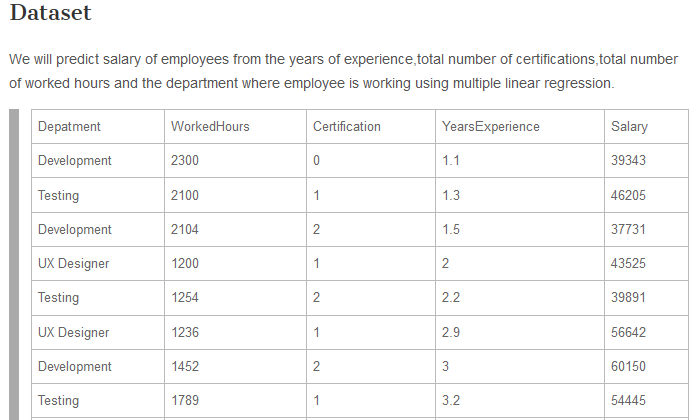 Dataset
We will predict salary of employees from the years of experience,total number of certifications,total number
of worked hours and the department where employee is working using multiple linear regression.
Depatment WorkedHours Certification YearsExperience Salary
Development 2300 0 1.1 39343
Testing 2100 1 1.3 46205
Development 2104 2 1.5 37731
UX Designer 1200 1 2 43525
Testing 1254 2 2.2 39891
UX Designer 1236 1 2.9 56642
Development 1452 2 3 60150
Testing 1789 1 3.2 54445